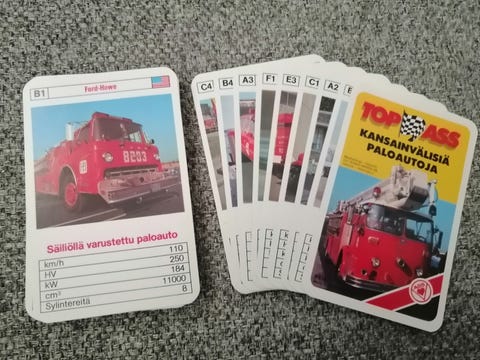 B1
Ford-Howe
8203
Säiliöllä varustettu paloauto
km/h 110
HV 250
kW 184
cm³ 11000
Sylintereitä 8
C4
B4
A3
F1
E3
C1
A2
TOP ASS
KANSAINVÄLISIÄ
PALOAUTOJA